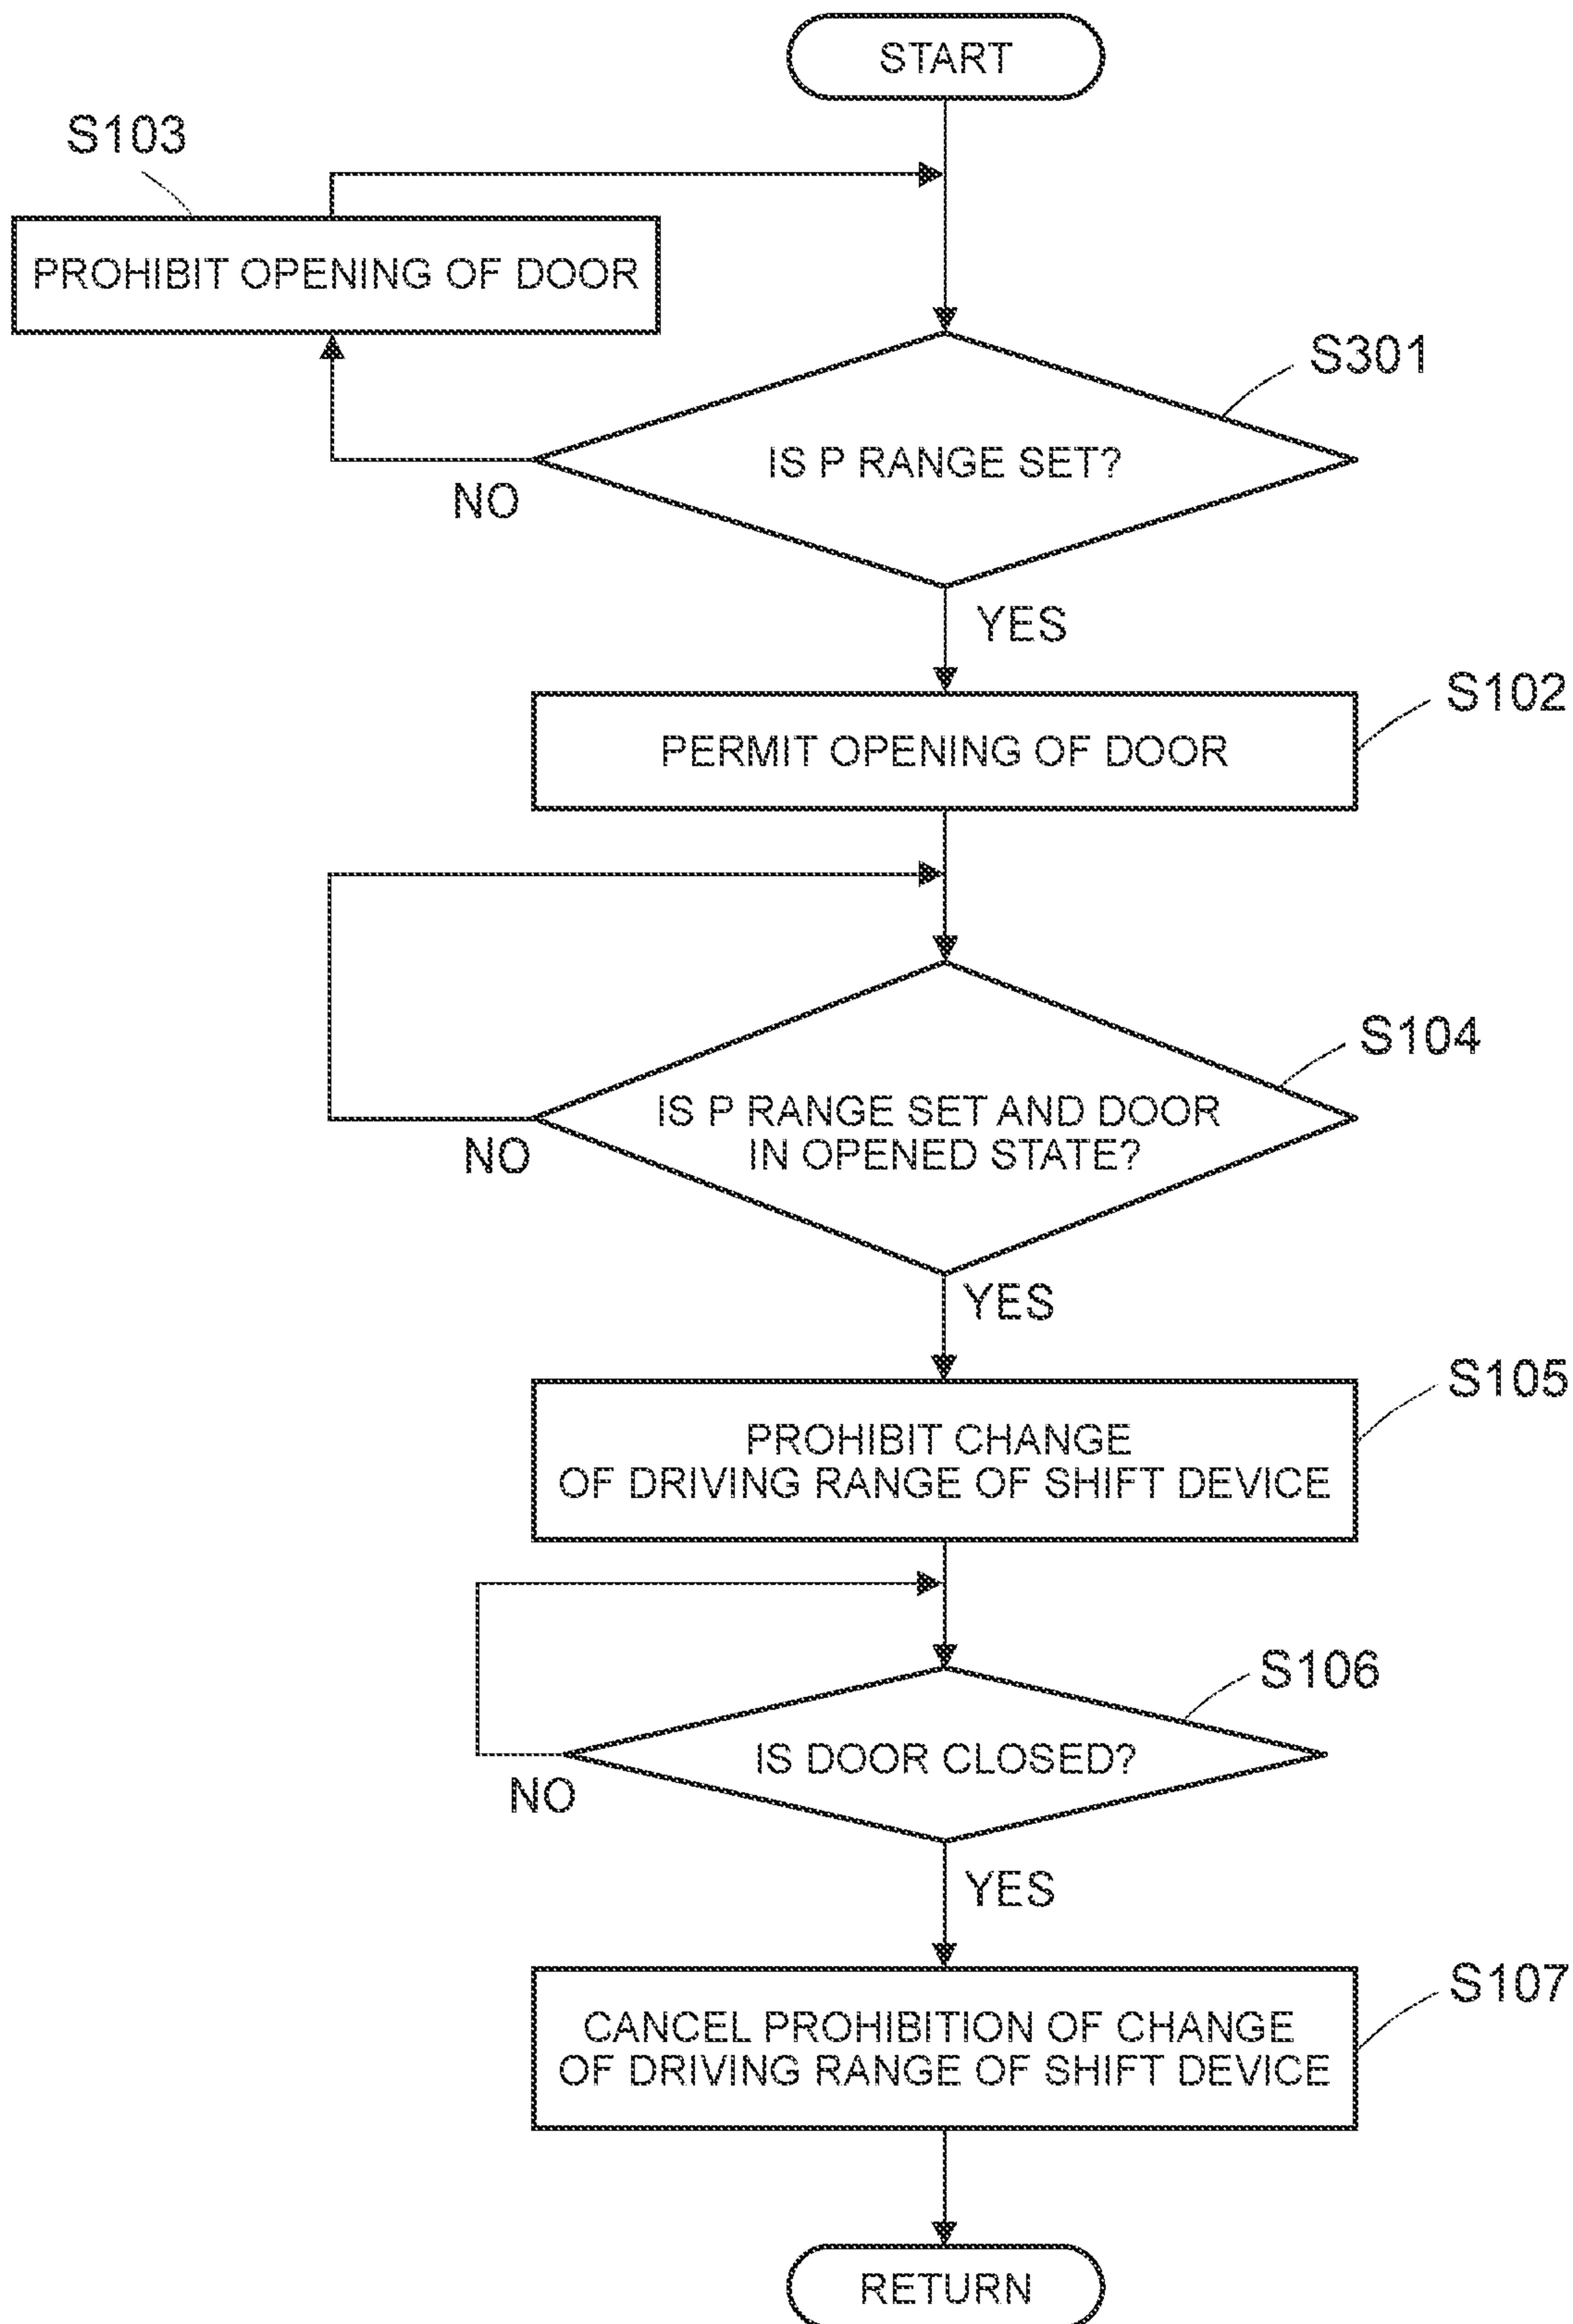 START
S103
PROHIBIT OPENING OF DOOR
S301
IS P RANGE SET?
NO
YES
S102
PERMIT OPENING OF DOOR
S104
IS P RANGE SET AND DOOR
IN OPENED STATE?
NO
YES
S105
PROHIBIT CHANGE
OF DRIVING RANGE OF SHIFT DEVICE
S106
IS DOOR CLOSED?
NO
YES
S107
CANCEL PROHIBITION OF CHANGE
OF DRIVING RANGE OF SHIFT DEVICE
RETURN